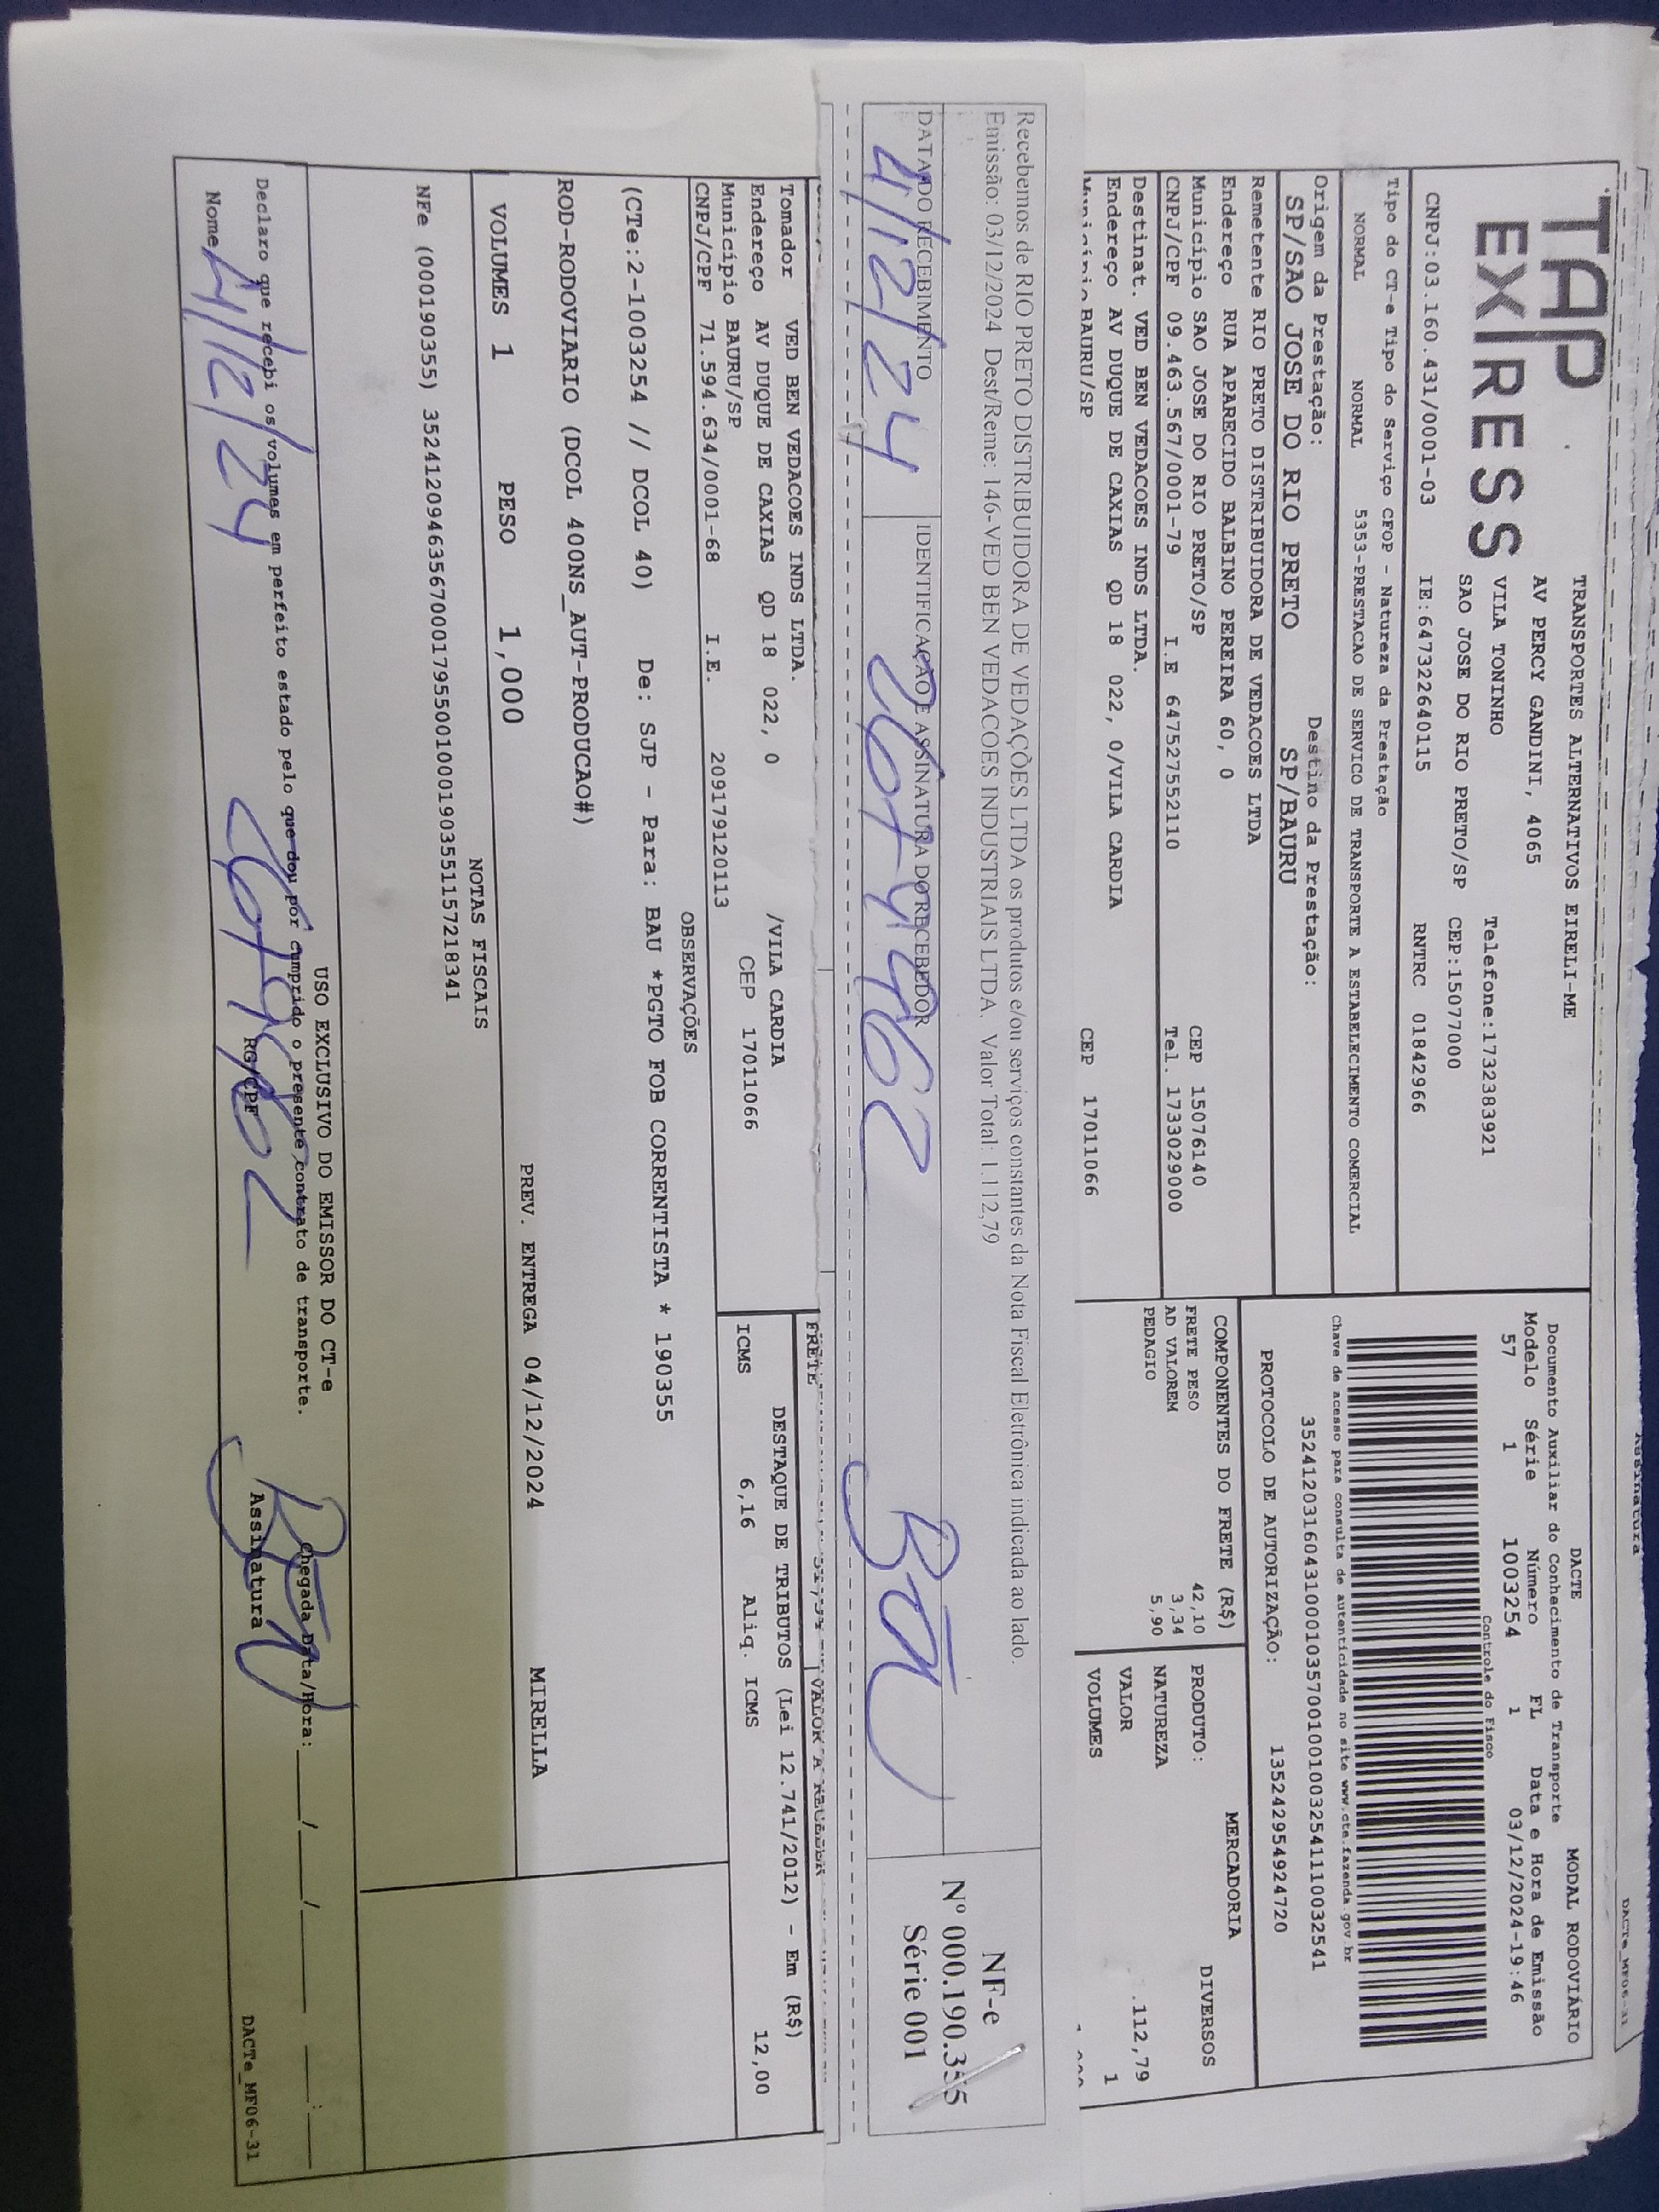 TAP EXPRESS
TRANSPORTES ALTERNATIVOS EIRELI-ME
AV PERCY GANDINI, 4065
VILA TONINHO Telefone:1732383921
SAO JOSE DO RIO PRETO/SP CEP:15077000
CNPJ:03.160.431/0001-03 IE:647322640115 RNTRC 01842966
Tipo do CT-e Tipo do Serviço CFOP - Natureza da Prestação
NORMAL NORMAL 5353-PRESTACAO DE SERVICO DE TRANSPORTE A ESTABELECIMENTO COMERCIAL
Origem da Prestação: Destino da Prestação:
SP/SAO JOSE DO RIO PRETO SP/BAURU
Remetente RIO PRETO DISTRIBUIDORA DE VEDACOES LTDA
Endereço RUA APARECIDO BALBINO PEREIRA 60, 0
Município SAO JOSE DO RIO PRETO/SP CEP 15076140
CNPJ/CPF 09.463.567/0001-79 I.E 647527552110 Tel. 1733029000
Destinat. VED BEN VEDACOES INDS LTDA.
Endereço AV DUQUE DE CAXIAS QD 18 022, 0/VILA CARDIA
Município BAURU/SP CEP 17011066
Assinatura
DACTe_MF06-31
DACTE MODAL RODOVIÁRIO
Documento Auxiliar do Conhecimento de Transporte
Modelo Série Número FL Data e Hora de Emissão
57 1 1003254 1 03/12/2024-19:46
Controle do Fisco
Chave de acesso para consulta de autenticidade no site www.cte.fazenda.gov.br
35241203160431000103570010010032541110032541
PROTOCOLO DE AUTORIZAÇÃO: 135242954924720
COMPONENTES DO FRETE (R$)
FRETE PESO 42,10
AD VALOREM 3,34
PEDAGIO 5,90
MERCADORIA
PRODUTO: DIVERSOS
NATUREZA
VALOR .112,79
VOLUMES 1
Recebemos de RIO PRETO DISTRIBUIDORA DE VEDAÇÕES LTDA os produtos e/ou serviços constantes da Nota Fiscal Eletrônica indicada ao lado.
Emissão: 03/12/2024 Dest/Reme: 146-VED BEN VEDACOES INDUSTRIAIS LTDA Valor Total: 1.112,79
DATA DO RECEBIMENTO
4/12/24
IDENTIFICAÇÃO E ASSINATURA DO RECEBEDOR
NF-e
Nº 000.190.355
Série 001
FRETE VALOR A RECEBER
Tomador VED BEN VEDACOES INDS LTDA.
Endereço AV DUQUE DE CAXIAS QD 18 022, 0 /VILA CARDIA
Município BAURU/SP CEP 17011066
CNPJ/CPF 71.594.634/0001-68 I.E. 209179120113
DESTAQUE DE TRIBUTOS (Lei 12.741/2012) - Em (R$)
ICMS 6,16 Aliq. ICMS 12,00
OBSERVAÇÕES
(CTe:2-1003254 // DCOL 40) De: SJP - Para: BAU *PGTO FOB CORRENTISTA * 190355
ROD-RODOVIARIO (DCOL 400NS_AUT-PRODUCAO#)
VOLUMES 1 PESO 1,000 PREV. ENTREGA 04/12/2024 MIRELLA
NOTAS FISCAIS
NFe (000190355) 35241209463567000179550010001903551157218341
USO EXCLUSIVO DO EMISSOR DO CT-e
Declaro que recebi os volumes em perfeito estado pelo que dou por cumprido o presente contrato de transporte. Chegada Data/Hora:____/____/______ ____:____
Nome RG/CPF Assinatura
4/12/24
DACTe_MF06-31